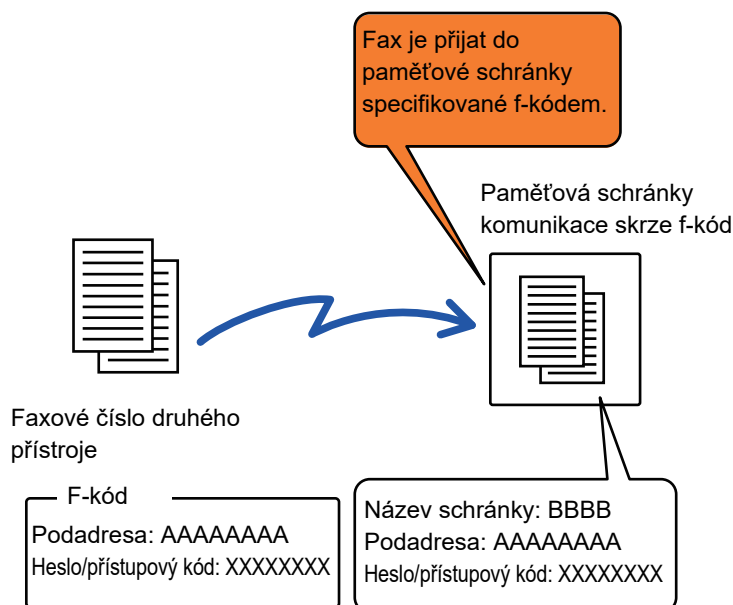 Fax je přijat do
paměťové schránky
specifikované f-kódem.
Paměťová schránky
komunikace skrze f-kód
Faxové číslo druhého
přístroje
F-kód
Podadresa: AAAAAAAA
Heslo/přístupový kód: XXXXXXXX
Název schránky: BBBB
Podadresa: AAAAAAAA
Heslo/přístupový kód: XXXXXXXX